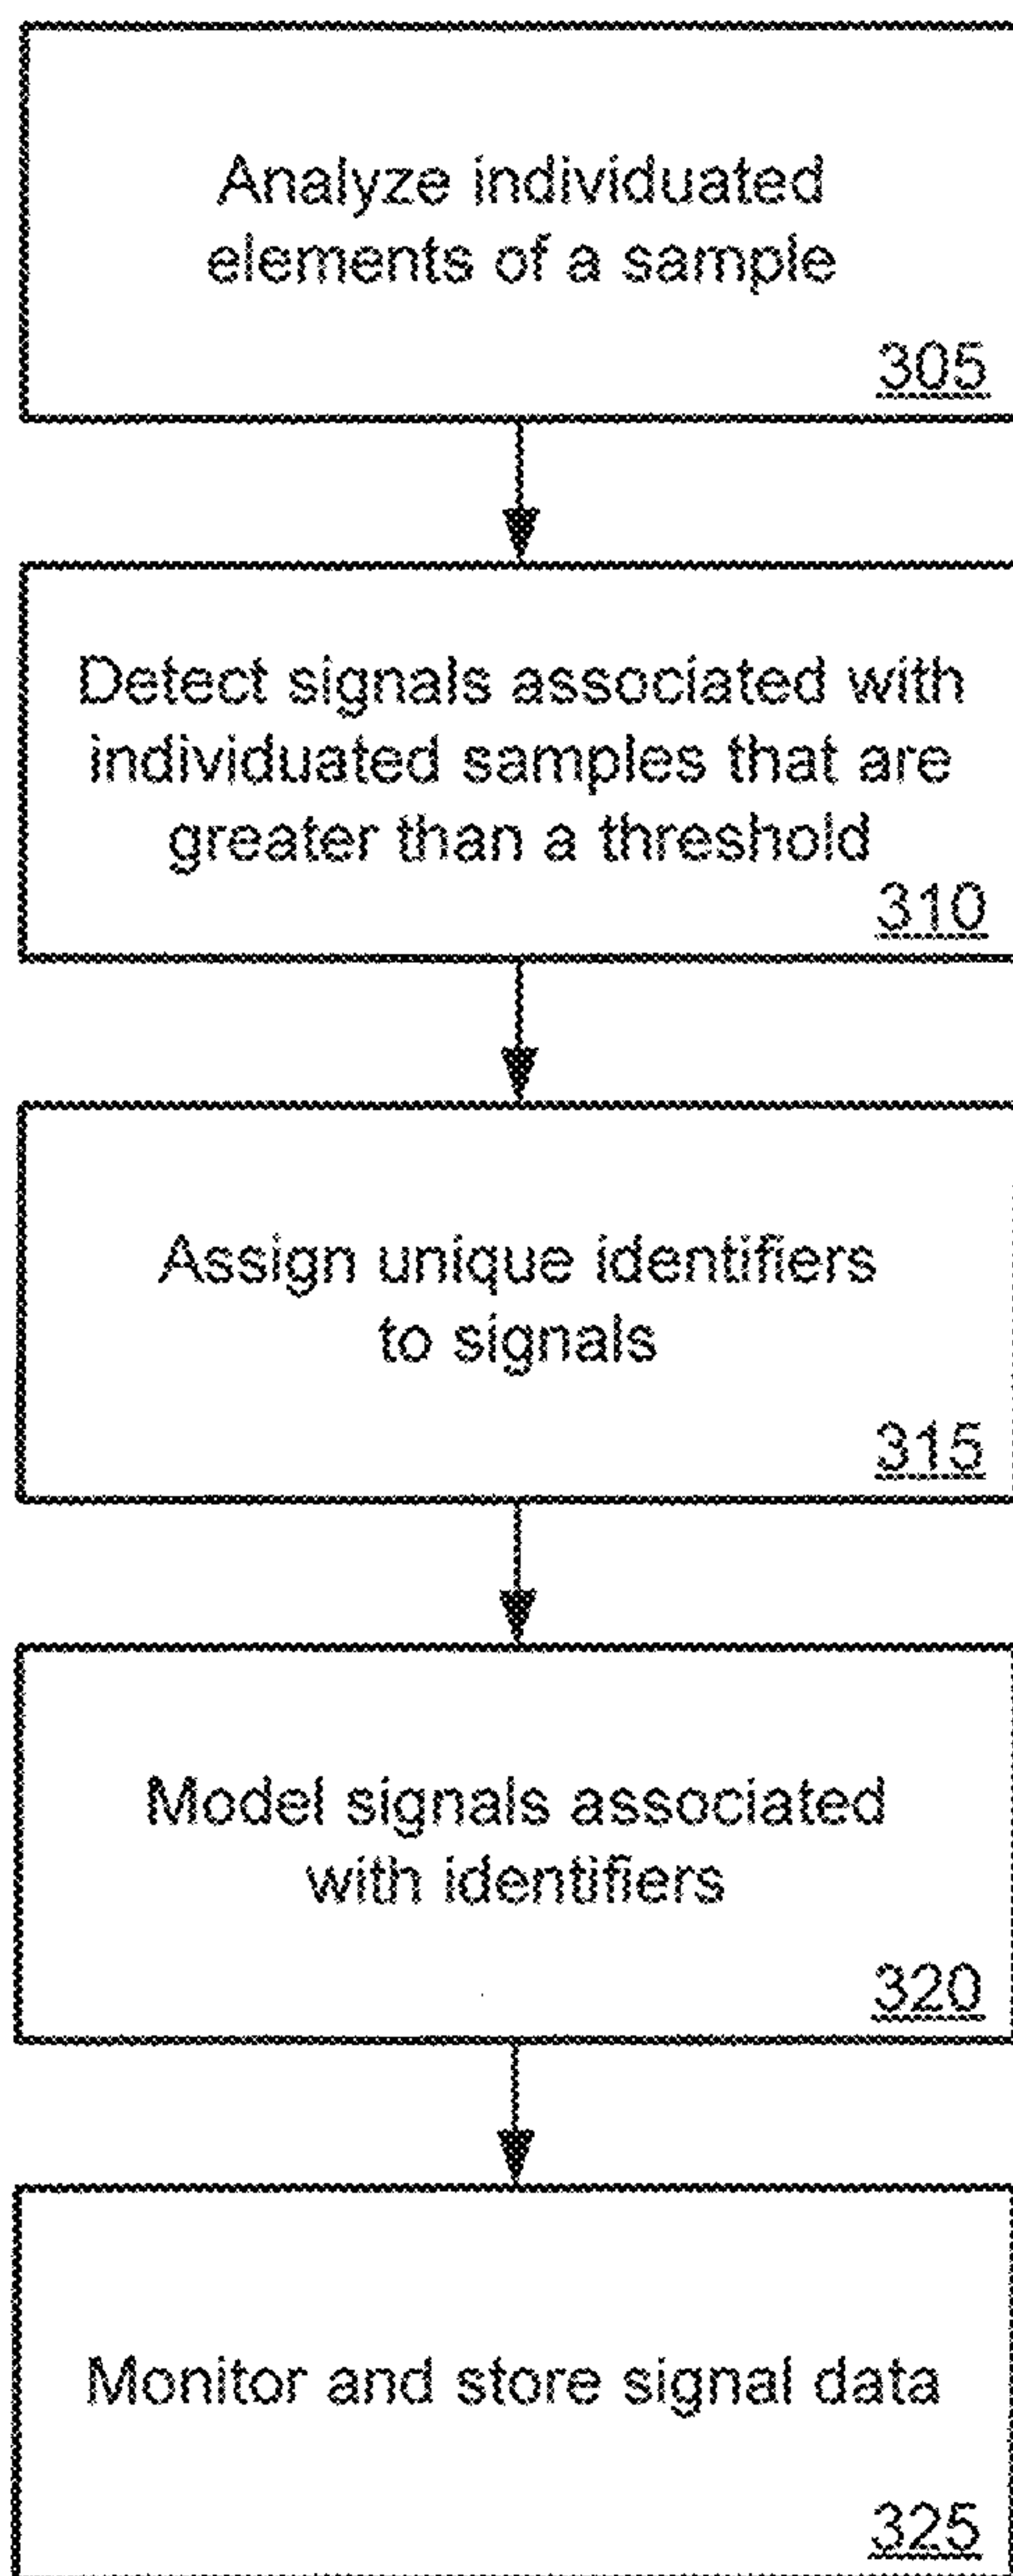 Analyze individuated
elements of a sample
305
Detect signals associated with
individuated samples that are
greater than a threshold
310
Assign unique identifiers
to signals
315
Model signals associated
with identifiers
320
Monitor and store signal data
325